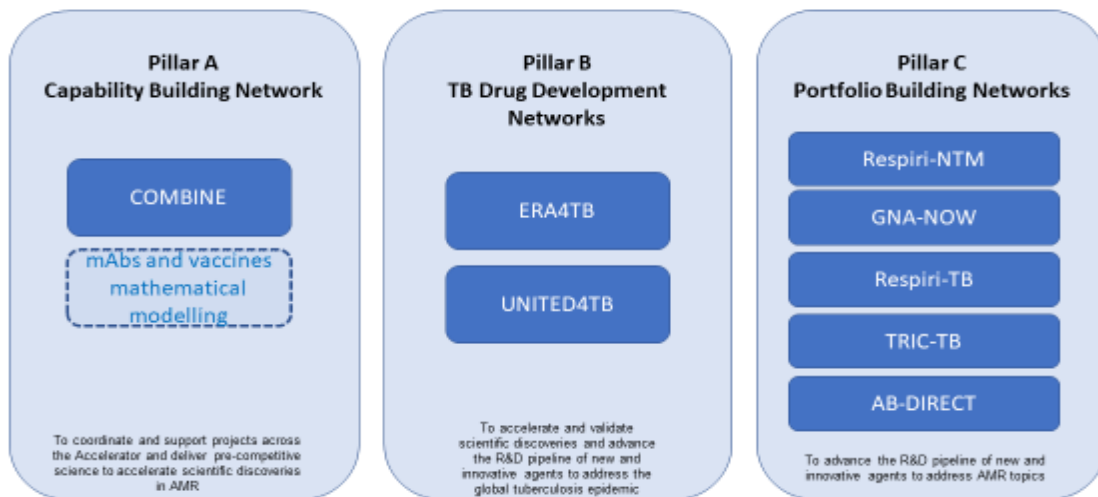 Pillar A
Capability Building Network
COMBINE
mAbs and vaccines
mathematical
modelling
To coordinate and support projects across
the Accelerator and deliver pre-competitive
science to accelerate scientific discoveries
in AMR
Pillar B
TB Drug Development
Networks
ERA4TB
UNITED4TB
To accelerate and validate
scientific discoveries and advance
the R&D pipeline of new and
innovative agents to address the
global tuberculosis epidemic
Pillar C
Portfolio Building Networks
Respiri-NTM
GNA-NOW
Respiri-TB
TRIC-TB
AB-DIRECT
To advance the R&D pipeline of new and
innovative agents to address AMR topics